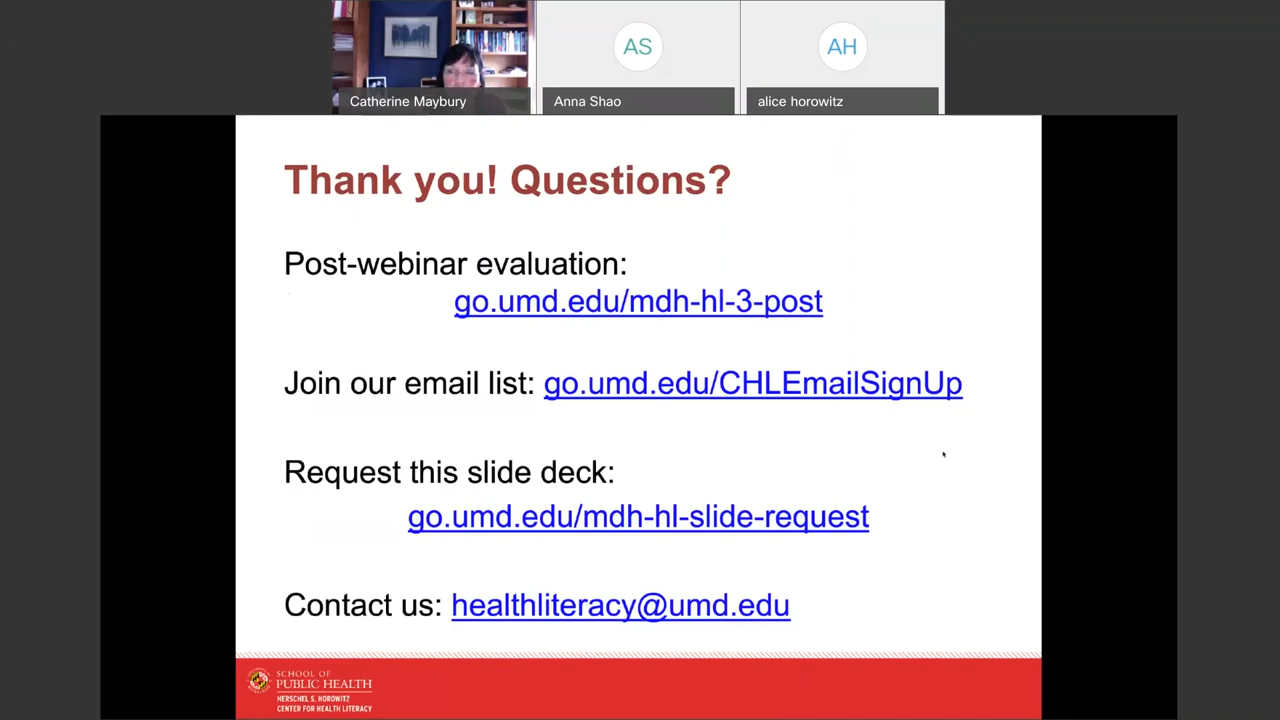 AS
AH
Catherine Maybury
Anna Shao
alice horowitz
Thank you! Questions?
Post-webinar evaluation:
go.umd.edu/mdh-hl-3-post
Join our email list: go.umd.edu/CHLEmailSignUp
Request this slide deck:
go.umd.edu/mdh-hl-slide-request
Contact us: healthliteracy@umd.edu
SCHOOL OF
PUBLIC HEALTH
HERSCHEL S. HOROWITZ
CENTER FOR HEALTH LITERACY